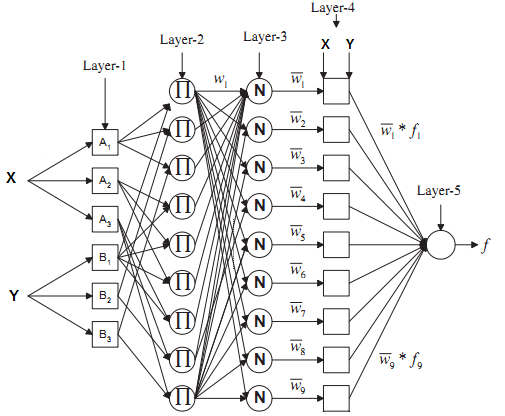 Layer-4
Layer-2
Layer-3
X Y
Layer-1
∏ w₁ N w̅₁
∏ N w̅₂
w̅₁ * f₁
A₁
∏ N w̅₃
X A₂
∏ N w̅₄
Layer-5
A₃
∏ N w̅₅
f
B₁
∏ N w̅₆
Y B₂
∏ N w̅₇
B₃
∏ N w̅₈
w̅₉ * f₉
∏ N w̅₉